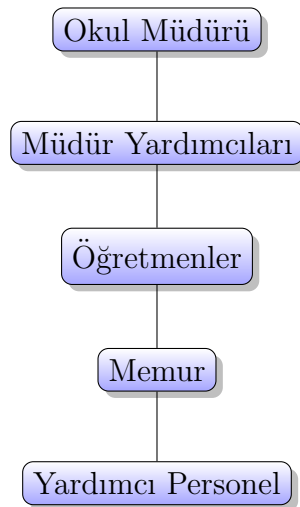 Okul Müdürü
Müdür Yardımcıları
Öğretmenler
Memur
Yardımcı Personel